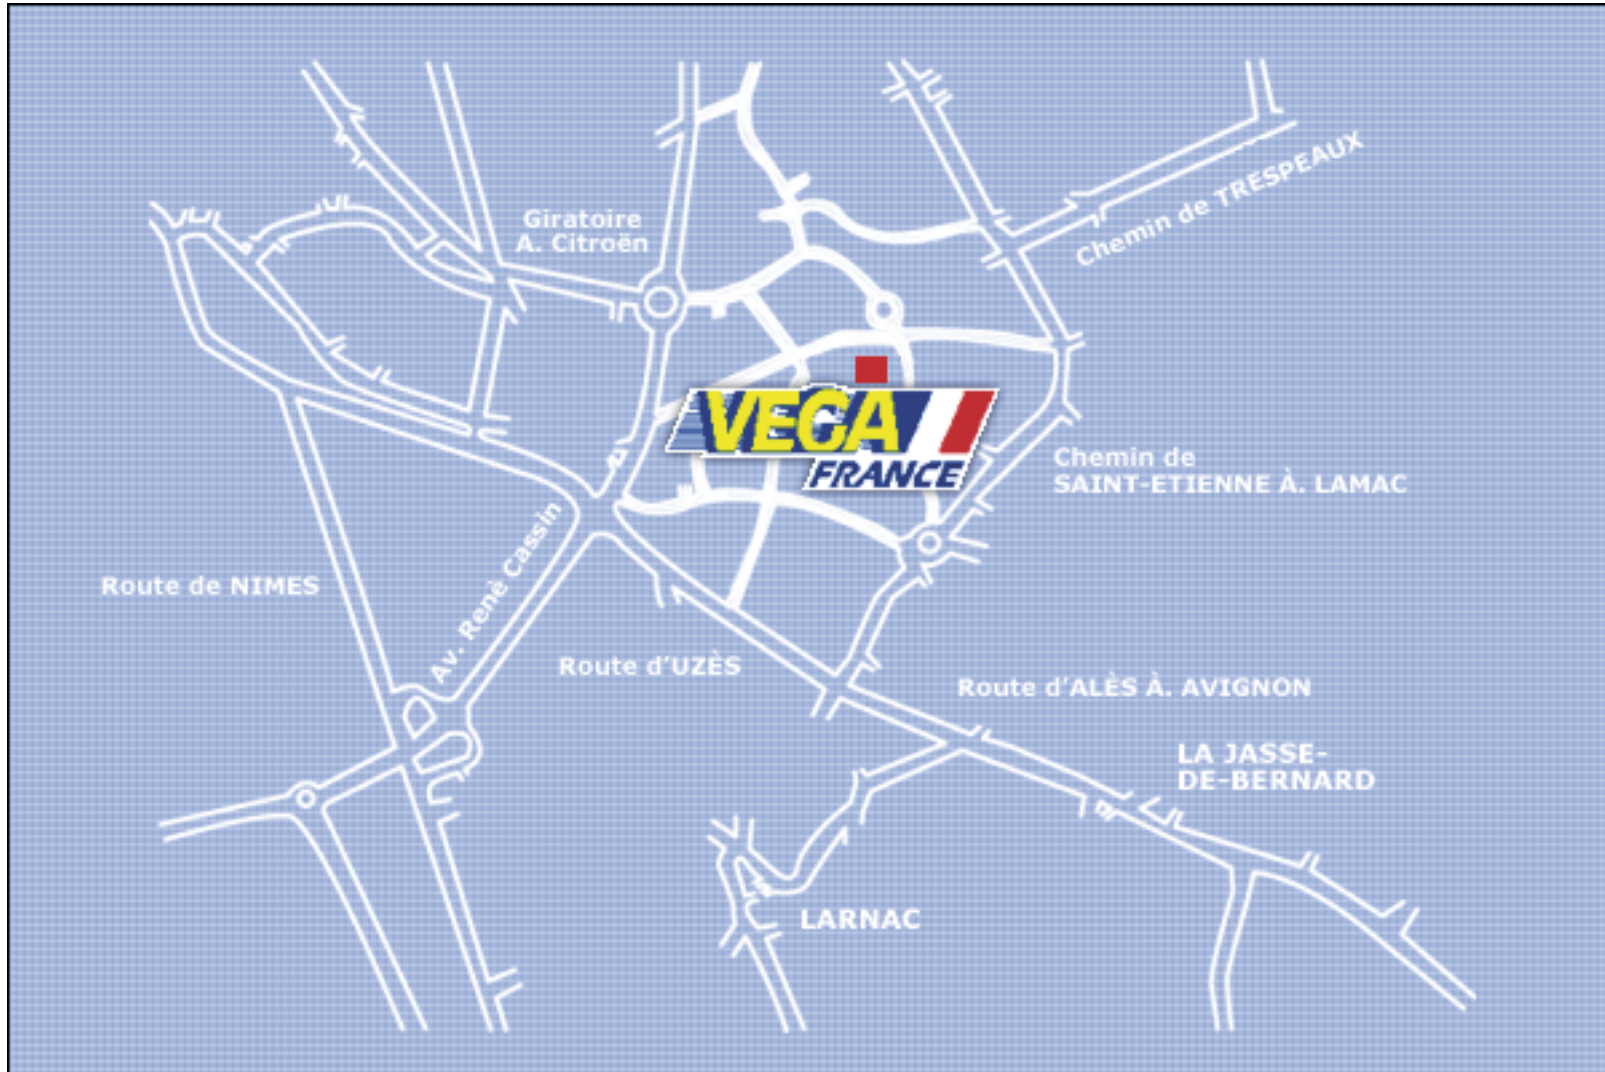 Giratoire
A. Citroën
Chemin de TRESPEAUX
VEGA
FRANCE
Chemin de
SAINT-ETIENNE À. LAMAC
Av. Renè Cassin
Route de NIMES
Route d'UZÈS
Route d'ALÈS À. AVIGNON
LA JASSE-
DE-BERNARD
LARNAC